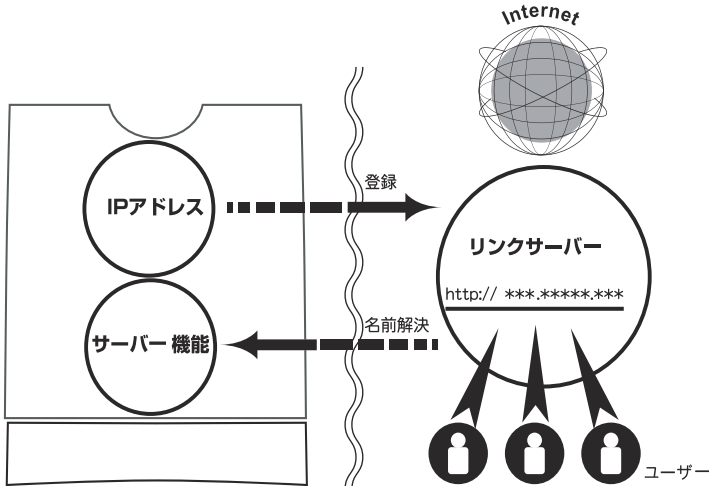 Internet
登録
IPアドレス
リンクサーバー
http:// ***.*****.***
名前解決
サーバー 機能
ユーザー